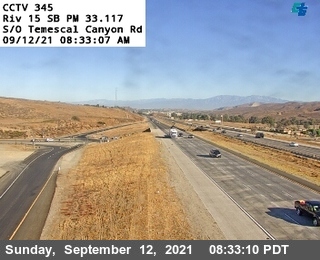 CCTV 345
Riv 15 SB PM 33.117
S/O Temescal Canyon Rd
09/12/21 08:33:07 AM
Sunday, September 12, 2021 08:33:10 PDT